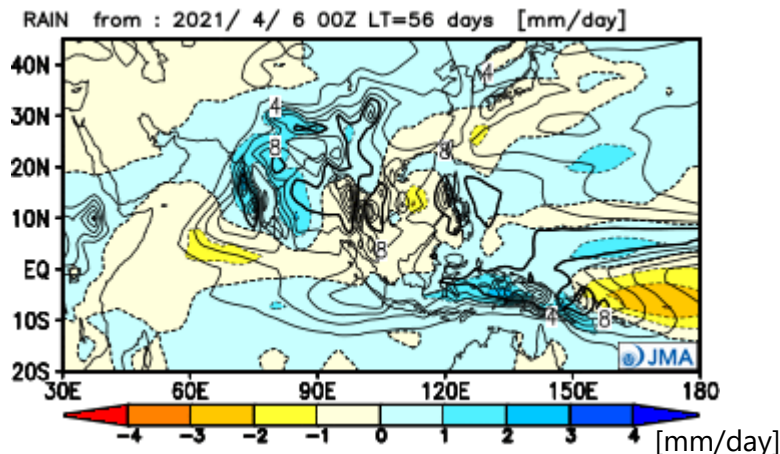 RAIN from : 2021/ 4/ 6 00Z LT=56 days [mm/day]
40N
30N
20N
10N
EQ
10S
20S
4
4
8
8
8
4
8
JMA
30E 60E 90E 120E 150E 180
-4 -3 -2 -1 0 1 2 3 4 [mm/day]